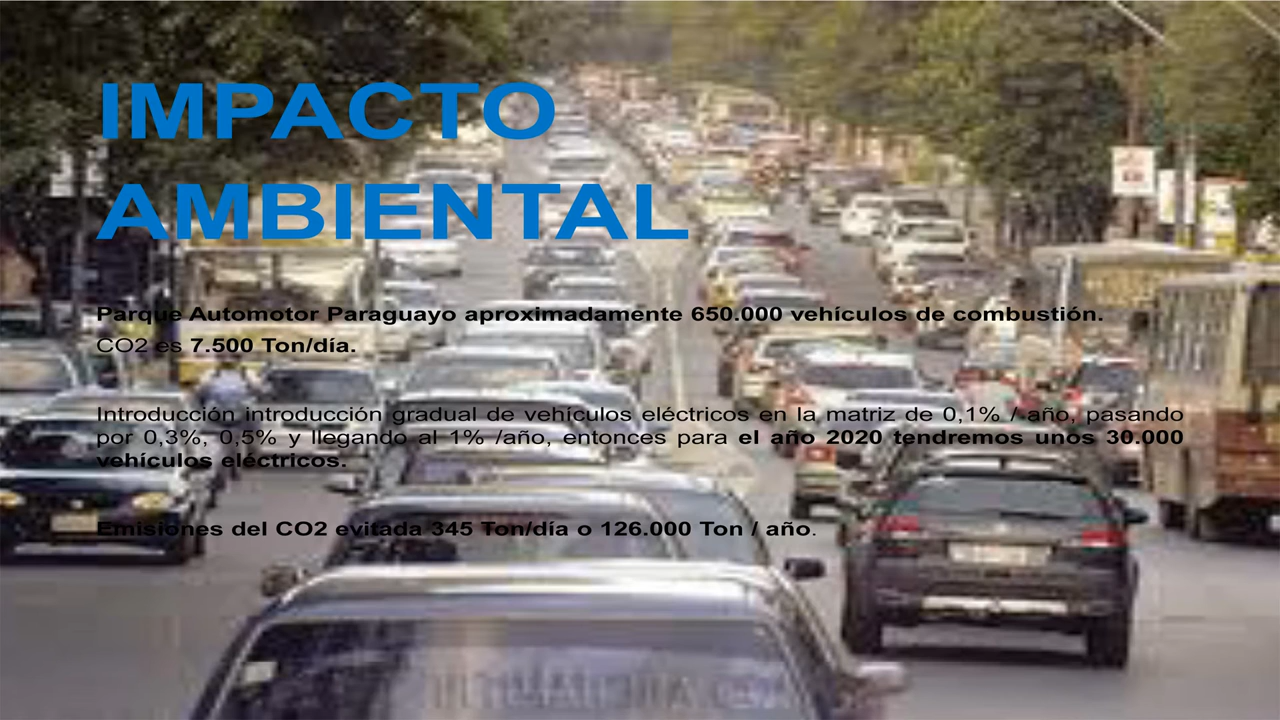 IMPACTO
AMBIENTAL
Parque Automotor Paraguayo aproximadamente 650.000 vehículos de combustión.
CO2 es 7.500 Ton/día.
Introducción introducción gradual de vehículos eléctricos en la matriz de 0,1% / año, pasando
por 0,3%, 0,5% y llegando al 1% /año, entonces para el año 2020 tendremos unos 30.000
vehículos eléctricos.
Emisiones del CO2 evitada 345 Ton/día o 126.000 Ton / año.